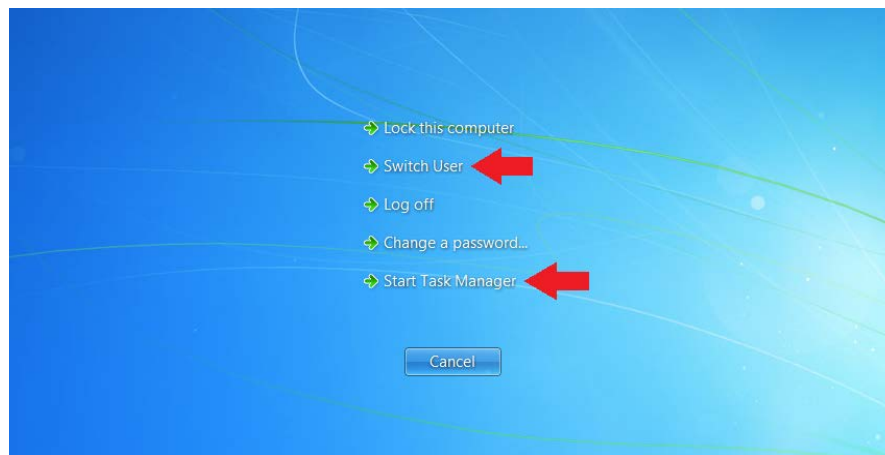 Lock this computer
Switch User
Log off
Change a password...
Start Task Manager
Cancel